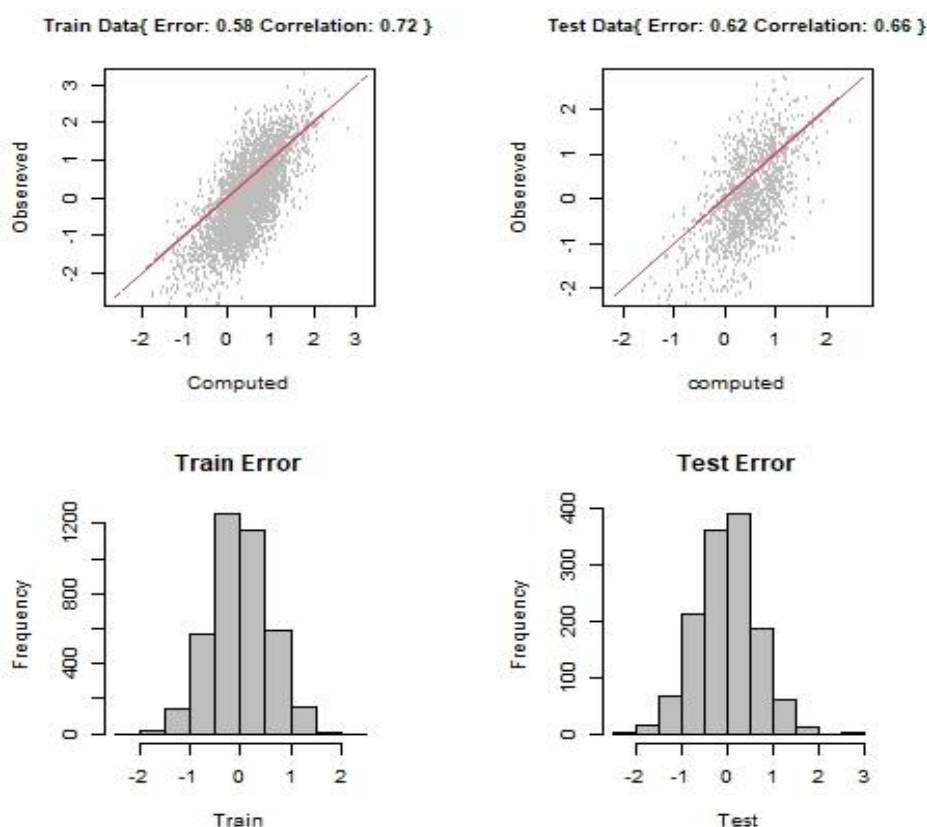 Train Data{ Error: 0.58 Correlation: 0.72 }
Test Data{ Error: 0.62 Correlation: 0.66 }
Obsereved
3
2
1
0
-1
-2
-2 -1 0 1 2 3
Computed
Obsereved
2
1
0
-1
-2
-2 -1 0 1 2
computed
Train Error
Frequency
1200
800
400
0
-2 -1 0 1 2
Train
Test Error
Frequency
400
300
200
100
0
-2 -1 0 1 2 3
Test